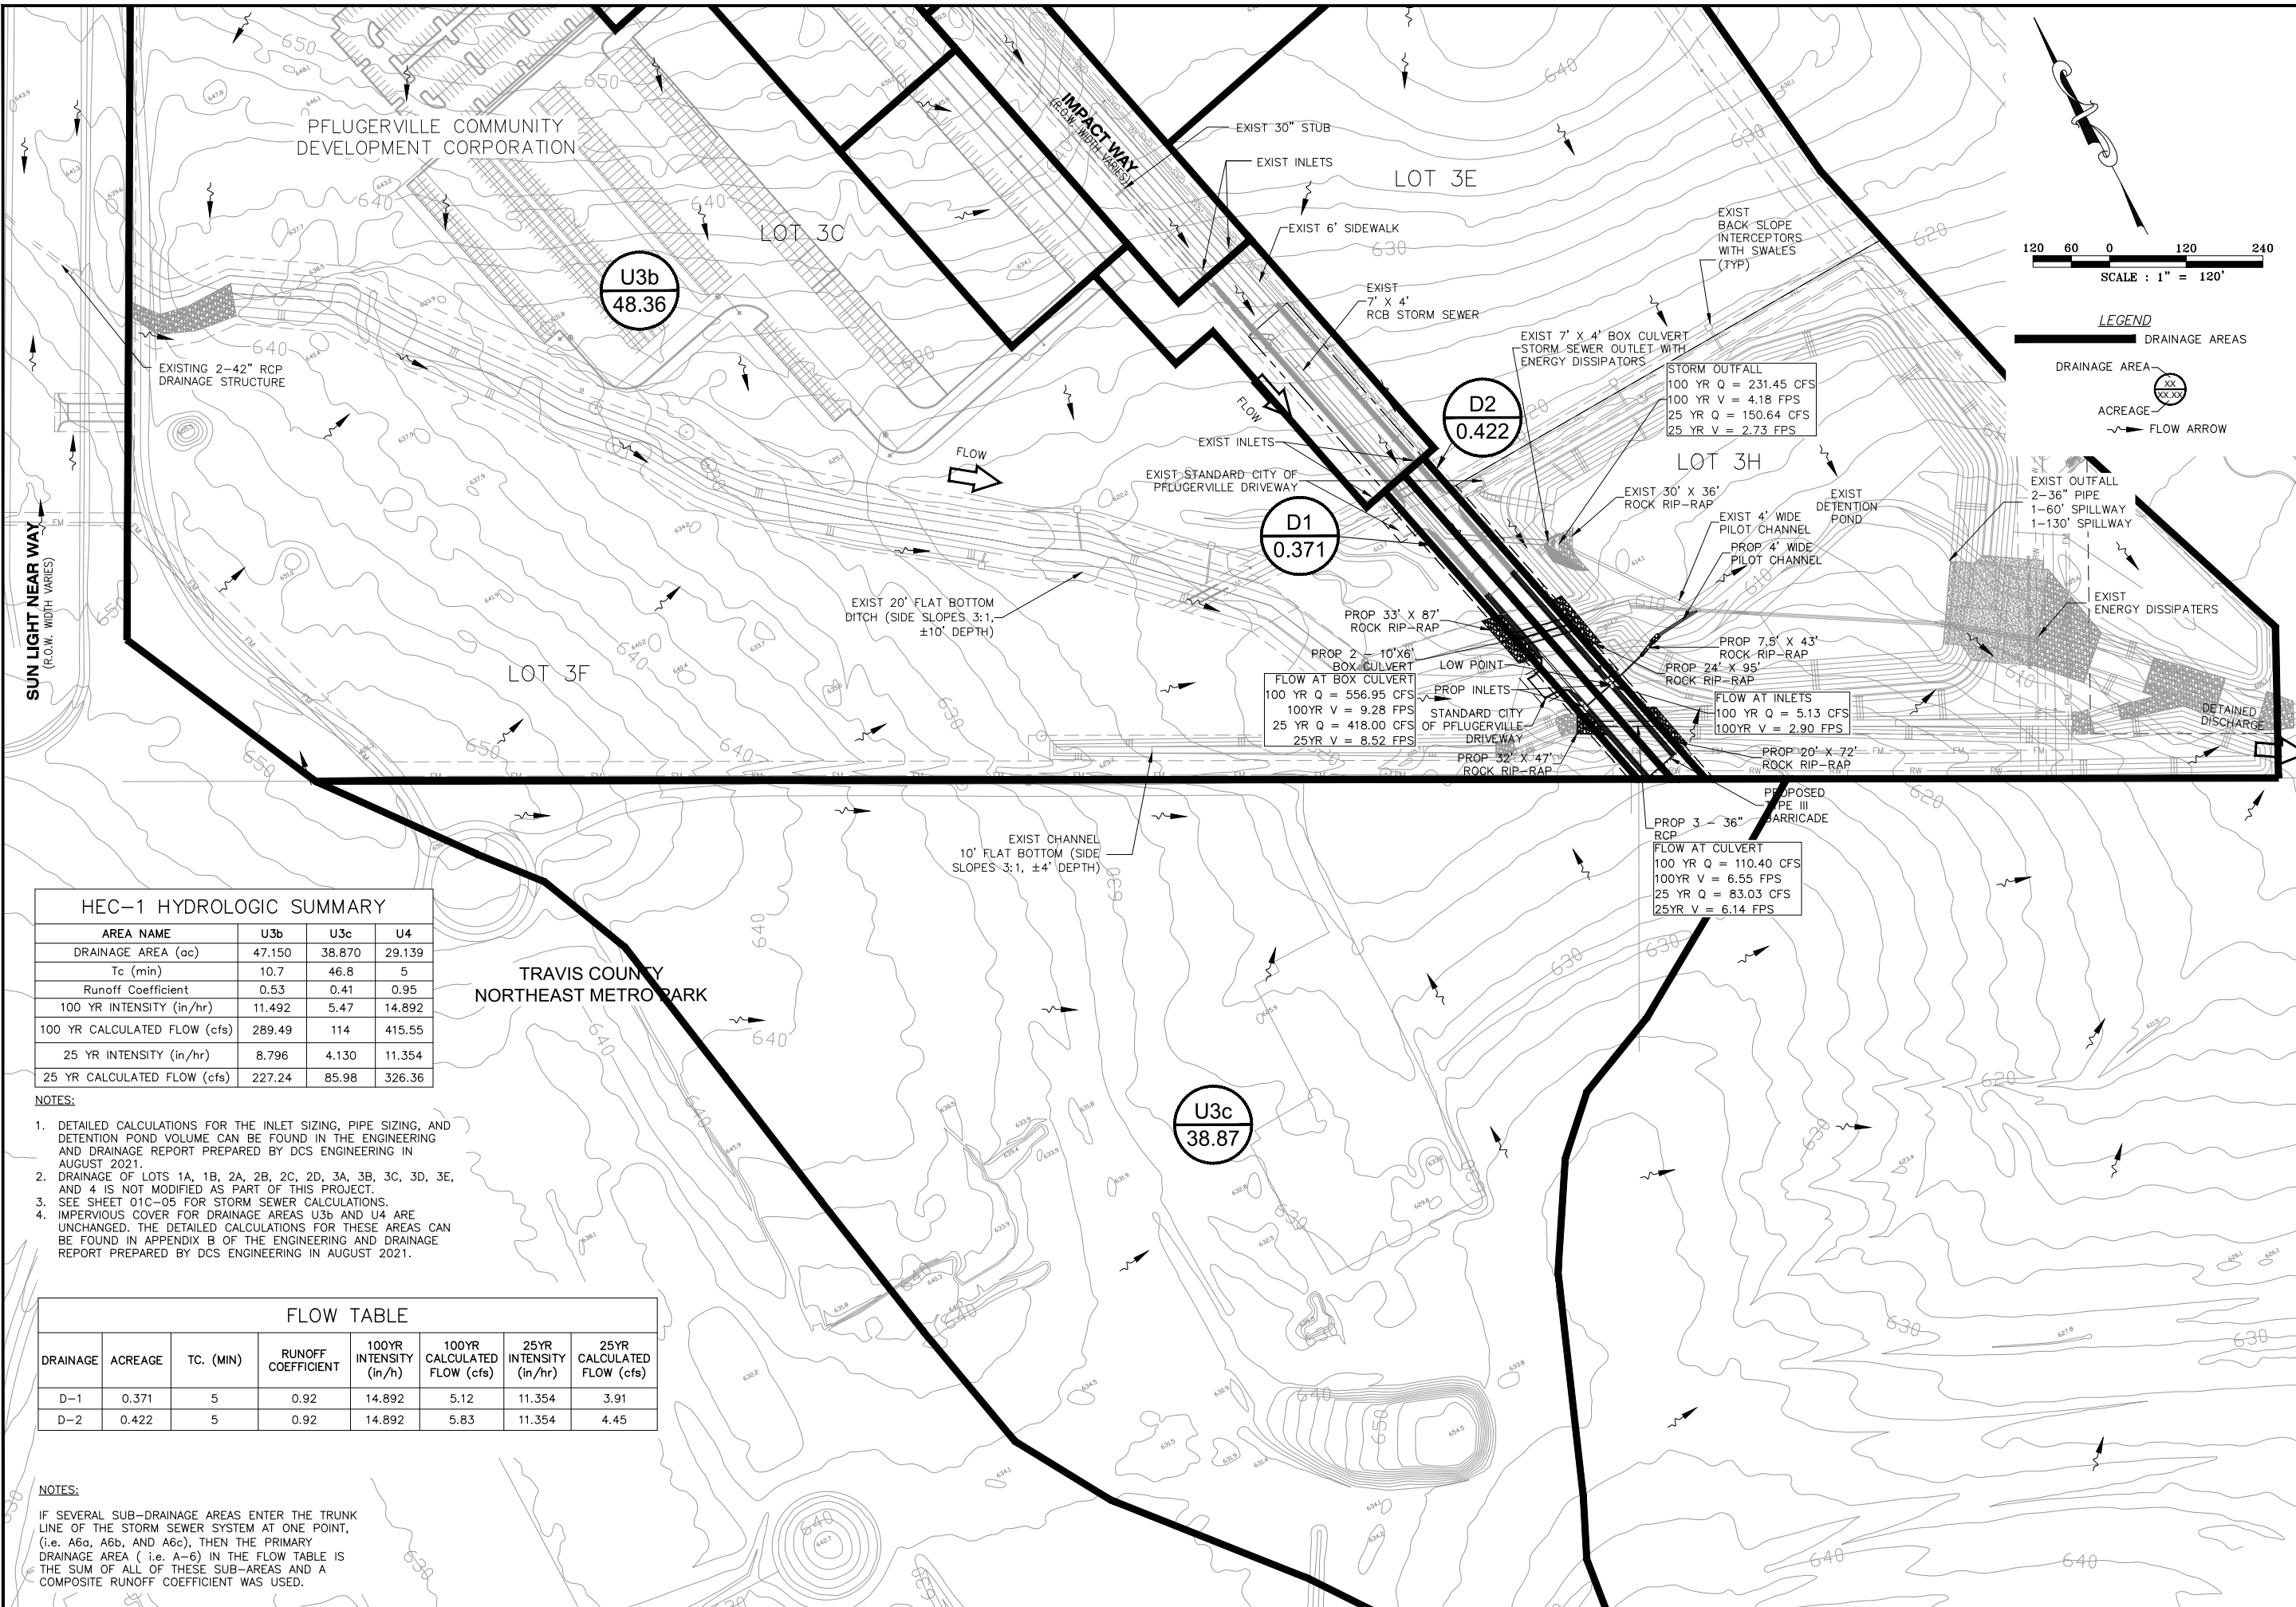 PFLUGERVILLE COMMUNITY
DEVELOPMENT CORPORATION
LOT 3C
U3b
48.36
IMPACT WAY
(R.O.W. WIDTH VARIES)
EXIST 30" STUB
EXIST INLETS
EXIST 6' SIDEWALK
EXIST
7' X 4'
RCB STORM SEWER
LOT 3E
EXIST
BACK SLOPE
INTERCEPTORS
WITH SWALES
(TYP)
120 60 0 120 240
SCALE : 1" = 120'
LEGEND
DRAINAGE AREAS
DRAINAGE AREA
XX
XX.XX
ACREAGE
FLOW ARROW
EXISTING 2-42" RCP
DRAINAGE STRUCTURE
SUN LIGHT NEAR WAY
(R.O.W. WIDTH VARIES)
EXIST 7' X 4' BOX CULVERT
STORM SEWER OUTLET WITH
ENERGY DISSIPATORS
STORM OUTFALL
100 YR Q = 231.45 CFS
100 YR V = 4.18 FPS
25 YR Q = 150.64 CFS
25 YR V = 2.73 FPS
D2
0.422
FLOW
FLOW
EXIST INLETS
EXIST STANDARD CITY OF
PFLUGERVILLE DRIVEWAY
D1
0.371
LOT 3H
EXIST 30' X 36'
ROCK RIP-RAP
EXIST
DETENTION
POND
EXIST 4' WIDE
PILOT CHANNEL
PROP 4' WIDE
PILOT CHANNEL
EXIST OUTFALL
2-36" PIPE
1-60' SPILLWAY
1-130' SPILLWAY
EXIST
ENERGY DISSIPATERS
DETAINED
DISCHARGE
EXIST 20' FLAT BOTTOM
DITCH (SIDE SLOPES 3:1,
±10' DEPTH)
LOT 3F
PROP 33' X 87'
ROCK RIP-RAP
PROP 2 - 10'X6'
BOX CULVERT
FLOW AT BOX CULVERT
100 YR Q = 556.95 CFS
100YR V = 9.28 FPS
25 YR Q = 418.00 CFS
25YR V = 8.52 FPS
LOW POINT
PROP INLETS
STANDARD CITY
OF PFLUGERVILLE
DRIVEWAY
PROP 32' X 47'
ROCK RIP-RAP
PROP 7.5' X 43'
ROCK RIP-RAP
PROP 24' X 95'
ROCK RIP-RAP
FLOW AT INLETS
100 YR Q = 5.13 CFS
100YR V = 2.90 FPS
PROP 20' X 72'
ROCK RIP-RAP
PROPOSED
TYPE III
BARRICADE
PROP 3 - 36"
RCP
FLOW AT CULVERT
100 YR Q = 110.40 CFS
100YR V = 6.55 FPS
25 YR Q = 83.03 CFS
25YR V = 6.14 FPS
EXIST CHANNEL
10' FLAT BOTTOM (SIDE
SLOPES 3:1, ±4' DEPTH)
TRAVIS COUNTY
NORTHEAST METRO PARK
U3c
38.87
HEC-1 HYDROLOGIC SUMMARY
AREA NAME U3b U3c U4
DRAINAGE AREA (ac) 47.150 38.870 29.139
Tc (min) 10.7 46.8 5
Runoff Coefficient 0.53 0.41 0.95
100 YR INTENSITY (in/hr) 11.492 5.47 14.892
100 YR CALCULATED FLOW (cfs) 289.49 114 415.55
25 YR INTENSITY (in/hr) 8.796 4.130 11.354
25 YR CALCULATED FLOW (cfs) 227.24 85.98 326.36
NOTES:
1. DETAILED CALCULATIONS FOR THE INLET SIZING, PIPE SIZING, AND
DETENTION POND VOLUME CAN BE FOUND IN THE ENGINEERING
AND DRAINAGE REPORT PREPARED BY DCS ENGINEERING IN
AUGUST 2021.
2. DRAINAGE OF LOTS 1A, 1B, 2A, 2B, 2C, 2D, 3A, 3B, 3C, 3D, 3E,
AND 4 IS NOT MODIFIED AS PART OF THIS PROJECT.
3. SEE SHEET 01C-05 FOR STORM SEWER CALCULATIONS.
4. IMPERVIOUS COVER FOR DRAINAGE AREAS U3b AND U4 ARE
UNCHANGED. THE DETAILED CALCULATIONS FOR THESE AREAS CAN
BE FOUND IN APPENDIX B OF THE ENGINEERING AND DRAINAGE
REPORT PREPARED BY DCS ENGINEERING IN AUGUST 2021.
FLOW TABLE
DRAINAGE ACREAGE TC. (MIN) RUNOFF COEFFICIENT 100YR INTENSITY (in/h) 100YR CALCULATED FLOW (cfs) 25YR INTENSITY (in/hr) 25YR CALCULATED FLOW (cfs)
D-1 0.371 5 0.92 14.892 5.12 11.354 3.91
D-2 0.422 5 0.92 14.892 5.83 11.354 4.45
NOTES:
IF SEVERAL SUB-DRAINAGE AREAS ENTER THE TRUNK
LINE OF THE STORM SEWER SYSTEM AT ONE POINT,
(i.e. A6a, A6b, AND A6c), THEN THE PRIMARY
DRAINAGE AREA ( i.e. A-6) IN THE FLOW TABLE IS
THE SUM OF ALL OF THESE SUB-AREAS AND A
COMPOSITE RUNOFF COEFFICIENT WAS USED.